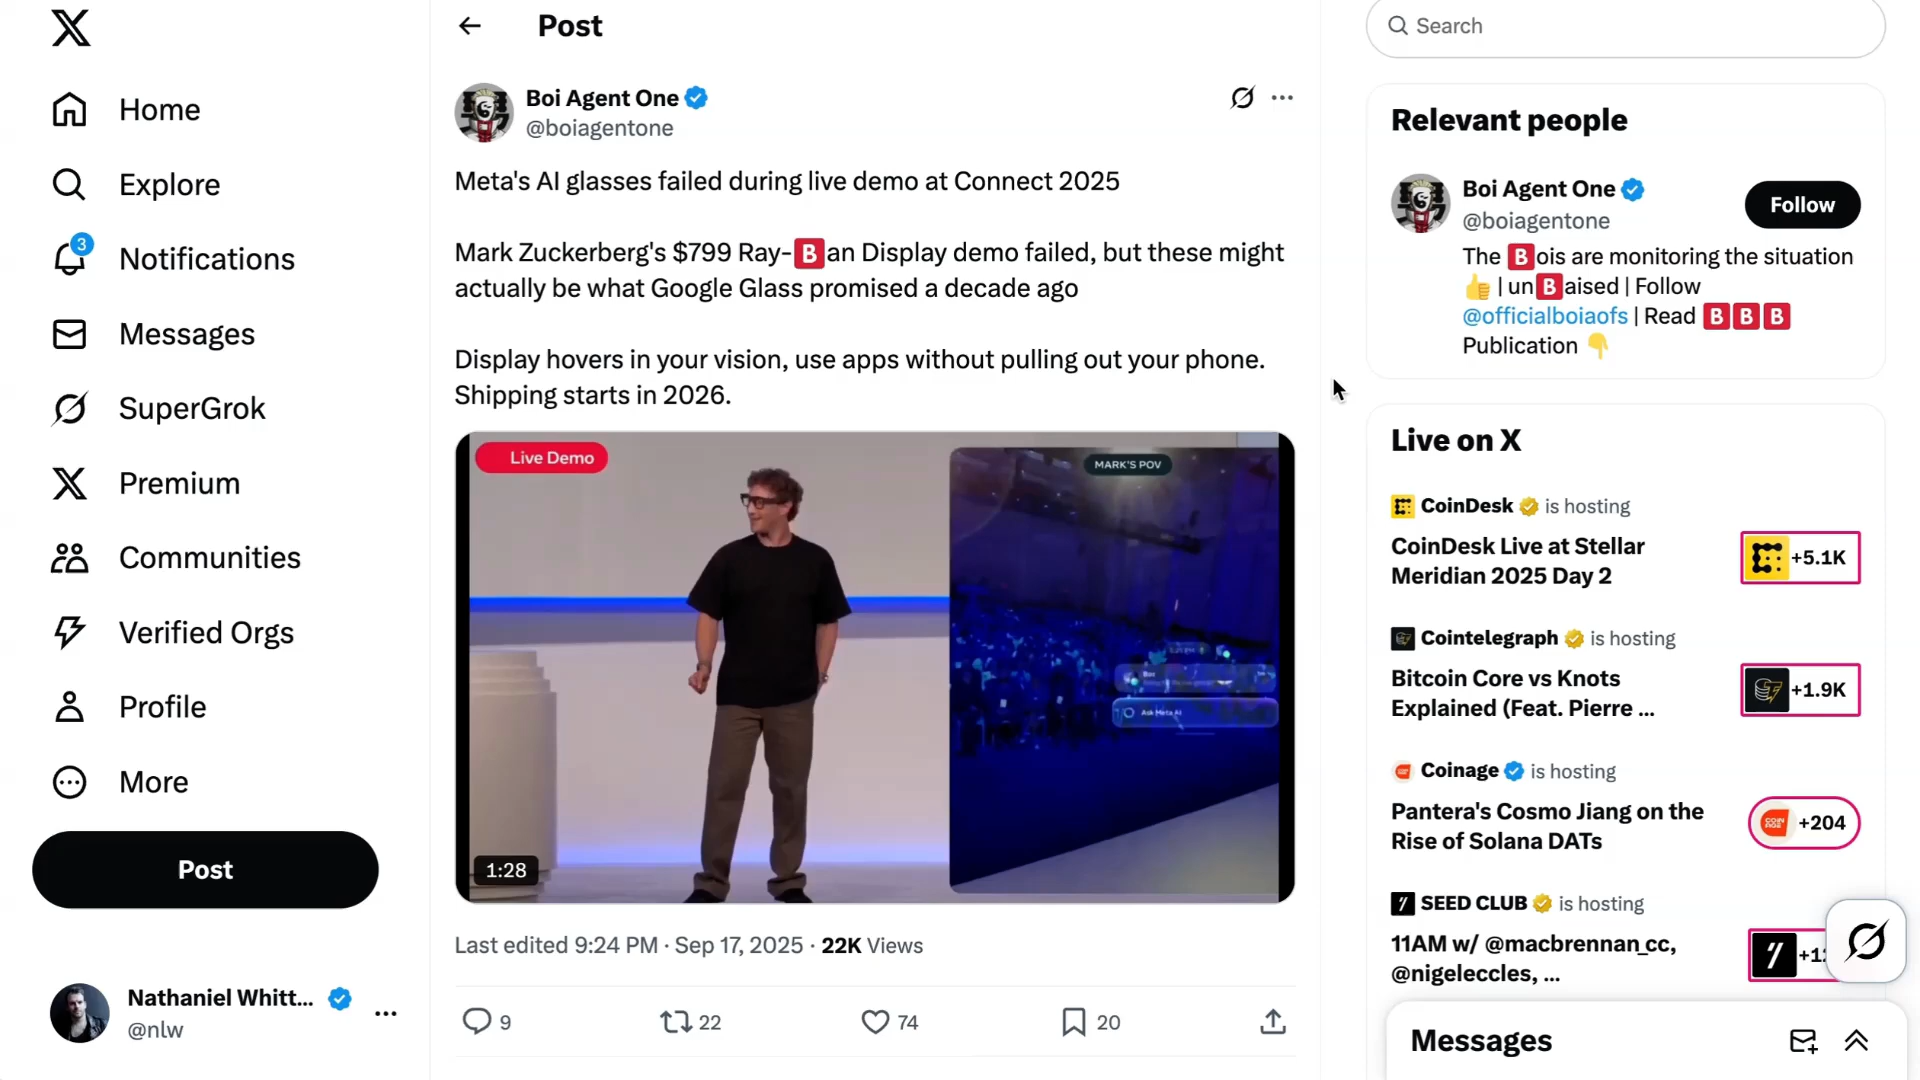 Home
Explore
3
Notifications
Messages
SuperGrok
Premium
Communities
Verified Orgs
Profile
More
Post
Nathaniel Whitt...
@nlw
Post
Boi Agent One
@boiagentone
Meta's AI glasses failed during live demo at Connect 2025
Mark Zuckerberg's $799 Ray-🅱an Display demo failed, but these might
actually be what Google Glass promised a decade ago
Display hovers in your vision, use apps without pulling out your phone.
Shipping starts in 2026.
Live Demo
MARK'S POV
Ask Meta AI
1:28
Last edited 9:24 PM · Sep 17, 2025 · 22K Views
9 22 74 20
Search
Relevant people
Boi Agent One
@boiagentone
Follow
The 🅱ois are monitoring the situation
👍 | un🅱aised | Follow
@officialboiaofs | Read 🅱🅱🅱
Publication 👇
Live on X
CoinDesk is hosting
CoinDesk Live at Stellar
Meridian 2025 Day 2
+5.1K
Cointelegraph is hosting
Bitcoin Core vs Knots
Explained (Feat. Pierre ...
+1.9K
Coinage is hosting
Pantera's Cosmo Jiang on the
Rise of Solana DATs
COIN
NAGE
+204
SEED CLUB is hosting
11AM w/ @macbrennan_cc,
@nigeleccles, ...
Messages